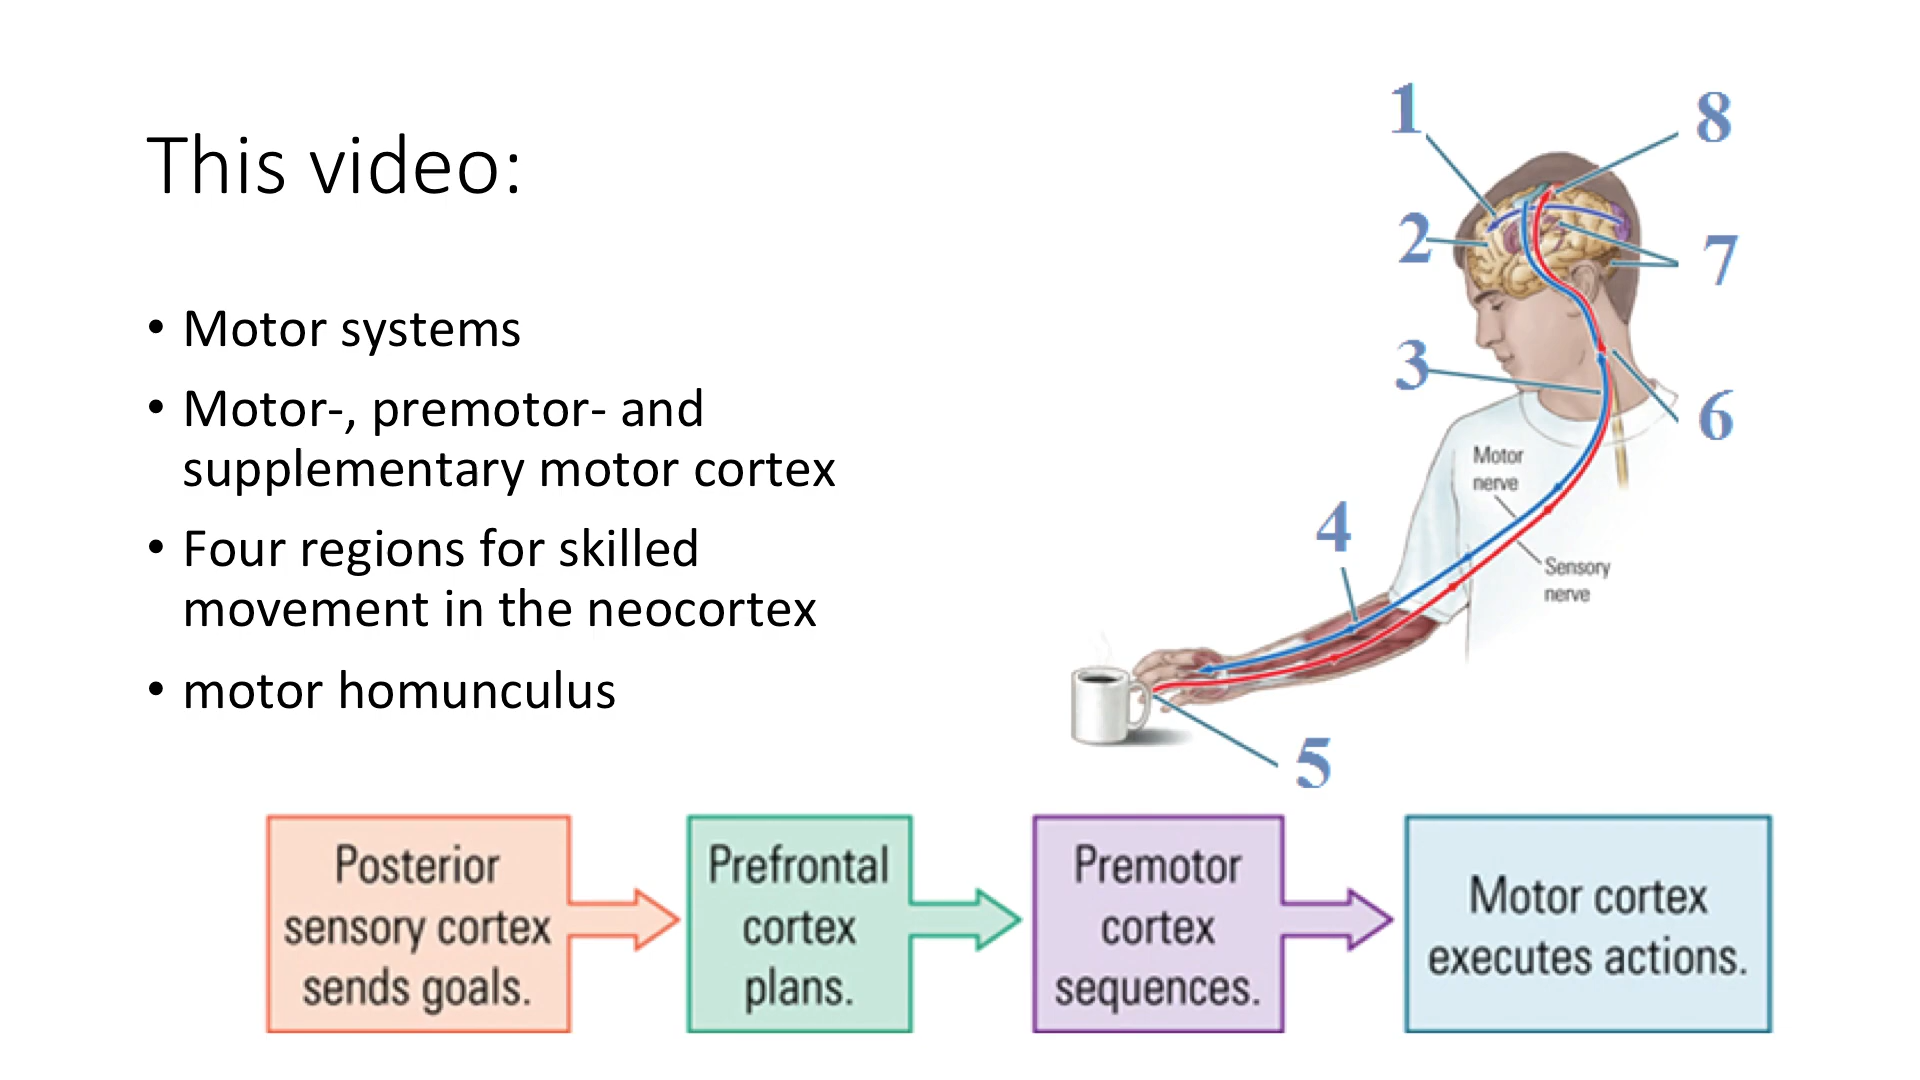 This video:
• Motor systems
• Motor-, premotor- and
supplementary motor cortex
• Four regions for skilled
movement in the neocortex
• motor homunculus
1
8
2
7
3
6
Motor
nerve
4
Sensory
nerve
5
Posterior
sensory cortex
sends goals.
Prefrontal
cortex
plans.
Premotor
cortex
sequences.
Motor cortex
executes actions.